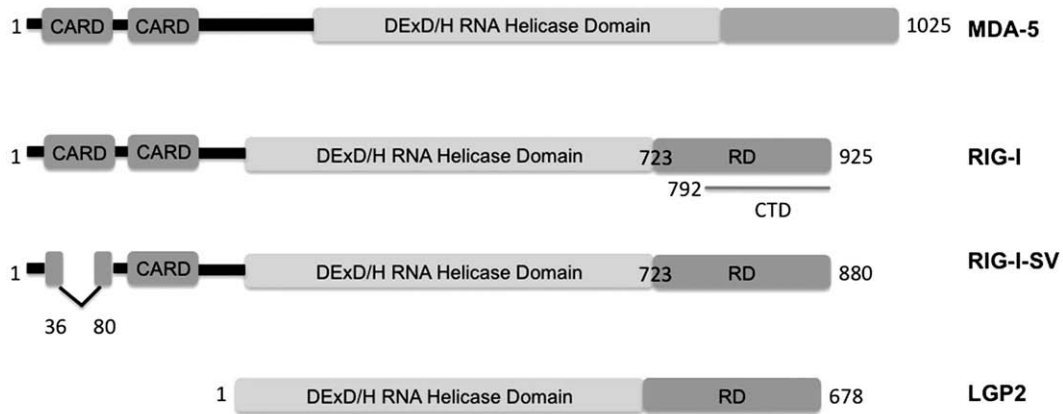 1 CARD CARD DExD/H RNA Helicase Domain 1025 MDA-5
1 CARD CARD DExD/H RNA Helicase Domain 723 RD 925 RIG-I
792 CTD
1 CARD DExD/H RNA Helicase Domain 723 RD 880 RIG-I-SV
36 80
1 DExD/H RNA Helicase Domain RD 678 LGP2